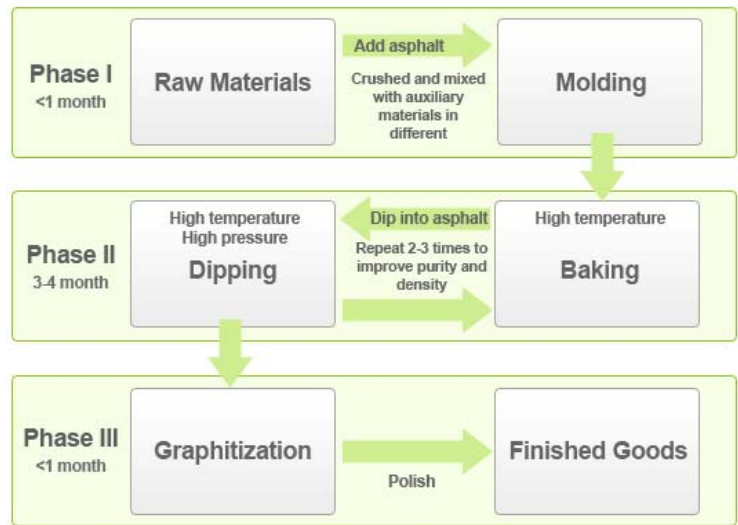 Phase I
<1 month
Raw Materials
Add asphalt
Crushed and mixed
with auxiliary
materials in
different
Molding
Phase II
3-4 month
High temperature
High pressure
Dipping
Dip into asphalt
Repeat 2-3 times to
improve purity and
density
High temperature
Baking
Phase III
<1 month
Graphitization
Polish
Finished Goods